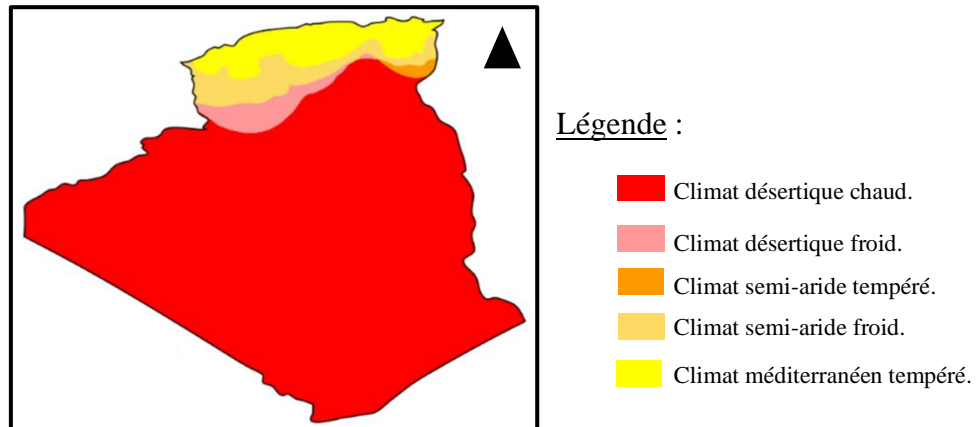 Légende :
Climat désertique chaud.
Climat désertique froid.
Climat semi-aride tempéré.
Climat semi-aride froid.
Climat méditerranéen tempéré.